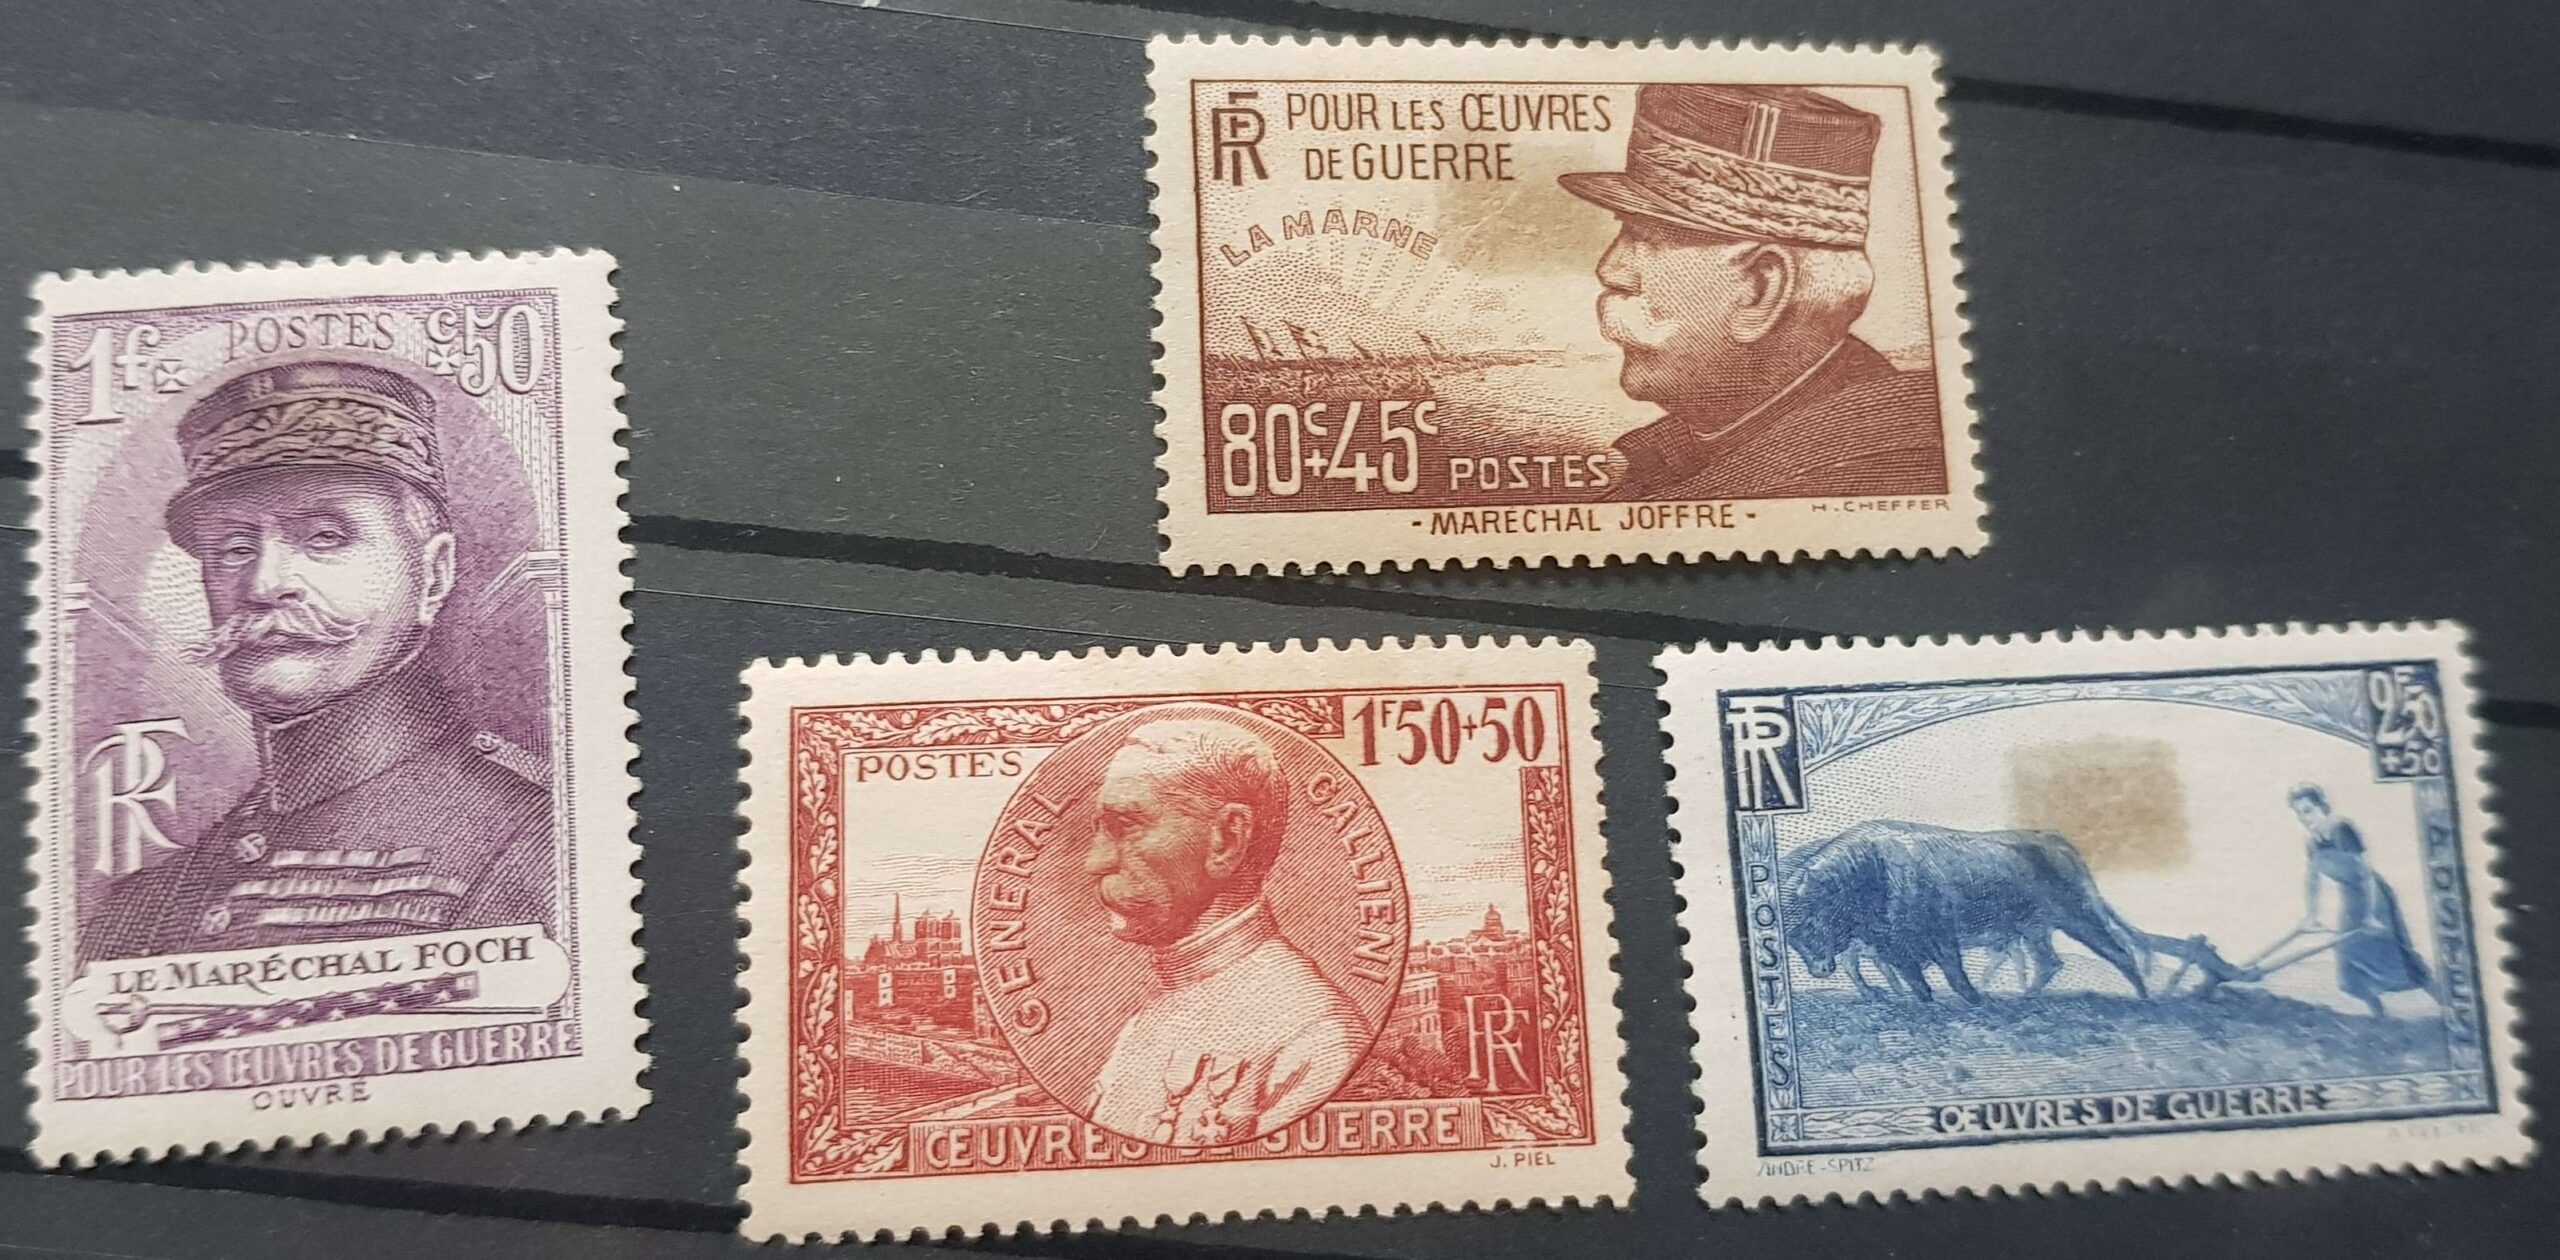 1f c50
POSTES
RF
LE MARÉCHAL FOCH
POUR LES ŒUVRES DE GUERRE
OUVRÉ
RF
POUR LES ŒUVRES
DE GUERRE
LA MARNE
80c+45c POSTES
-MARÉCHAL JOFFRE-
H. CHEFFER
POSTES
1F50+50
GENERAL GALLIENI
RF
ŒUVRES DE GUERRE
J. PIEL
RF
2F50
+50
POSTES
POSTES
ŒUVRES DE GUERRE
ANDRÉ-SPITZ